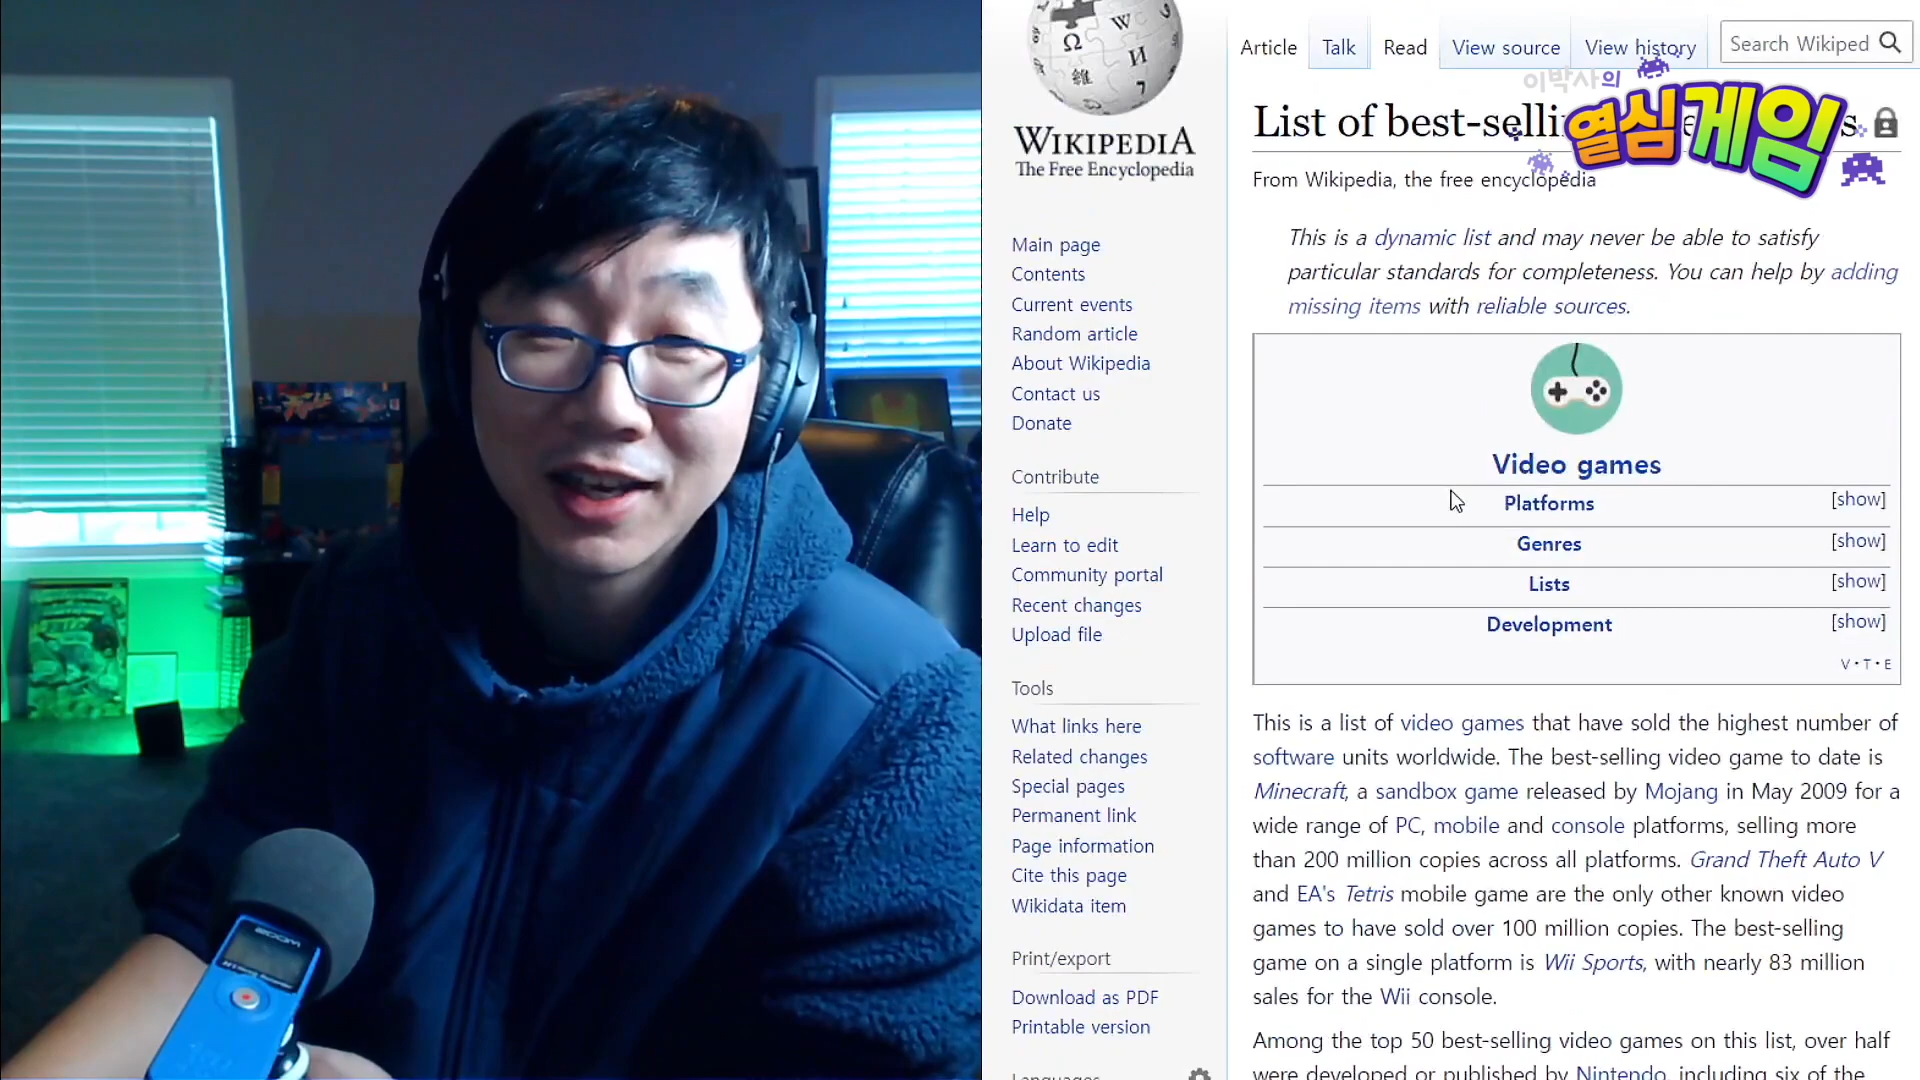 WIKIPEDIA
The Free Encyclopedia
Main page
Contents
Current events
Random article
About Wikipedia
Contact us
Donate
Contribute
Help
Learn to edit
Community portal
Recent changes
Upload file
Tools
What links here
Related changes
Special pages
Permanent link
Page information
Cite this page
Wikidata item
Print/export
Download as PDF
Printable version
Languages
Article Talk Read View source View history Search Wikiped
이박사의
열심게임
List of best-selli
From Wikipedia, the free encyclopedia
This is a dynamic list and may never be able to satisfy
particular standards for completeness. You can help by adding
missing items with reliable sources.
Video games
Platforms [show]
Genres [show]
Lists [show]
Development [show]
V · T · E
This is a list of video games that have sold the highest number of
software units worldwide. The best-selling video game to date is
Minecraft, a sandbox game released by Mojang in May 2009 for a
wide range of PC, mobile and console platforms, selling more
than 200 million copies across all platforms. Grand Theft Auto V
and EA's Tetris mobile game are the only other known video
games to have sold over 100 million copies. The best-selling
game on a single platform is Wii Sports, with nearly 83 million
sales for the Wii console.
Among the top 50 best-selling video games on this list, over half
were developed or published by Nintendo, including six of the